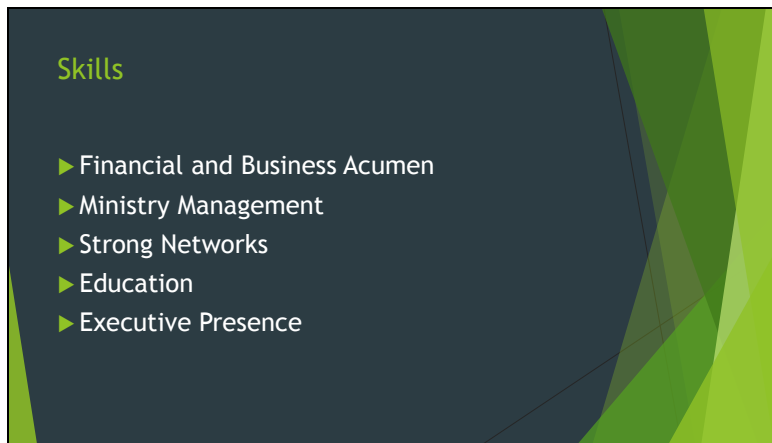 Skills
Financial and Business Acumen
Ministry Management
Strong Networks
Education
Executive Presence